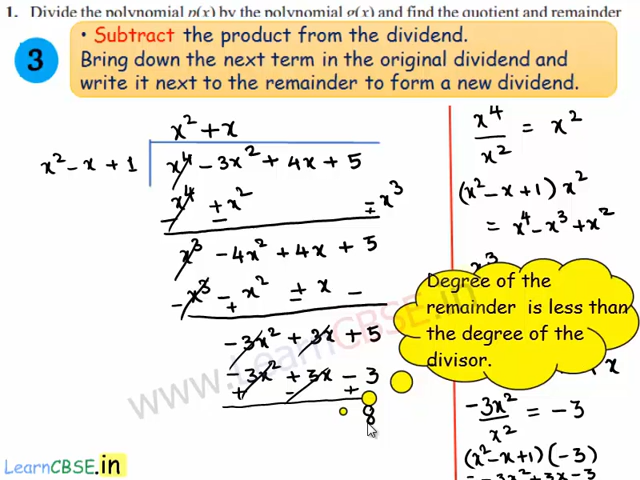 1. Divide the polynomial p(x) by the polynomial g(x) and find the quotient and remainder
3
• Subtract the product from the dividend.
Bring down the next term in the original dividend and
write it next to the remainder to form a new dividend.
x² + x
x² - x + 1
x⁴ - 3x² + 4x + 5
x⁴ + x² ∓ x³
- -
x³ - 4x² + 4x + 5
- x³ - x² + x
+ - -
-3x² + 3x + 5
-3x² + 3x - 3
+ - +
8
x⁴/x² = x²
(x² - x + 1) x²
= x⁴ - x³ + x²
x³
Degree of the
remainder is less than
the degree of the
divisor.
x
-3x²/x² = -3
(x² - x + 1)(-3)
= -3x² + 3x - 3
www.LearnCBSE.in
LearnCBSE.in